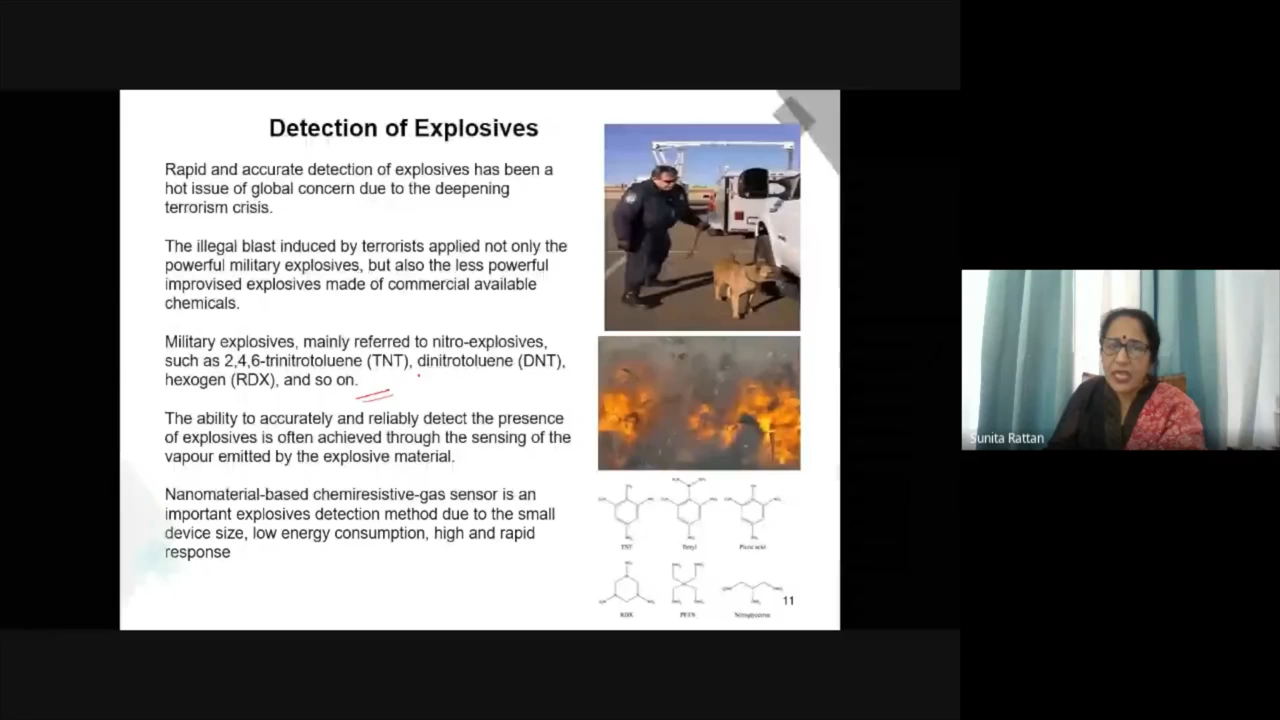 Detection of Explosives
Rapid and accurate detection of explosives has been a
hot issue of global concern due to the deepening
terrorism crisis.
The illegal blast induced by terrorists applied not only the
powerful military explosives, but also the less powerful
improvised explosives made of commercial available
chemicals.
Military explosives, mainly referred to nitro-explosives,
such as 2,4,6-trinitrotoluene (TNT), dinitrotoluene (DNT),
hexogen (RDX), and so on.
The ability to accurately and reliably detect the presence
of explosives is often achieved through the sensing of the
vapour emitted by the explosive material.
Nanomaterial-based chemiresistive-gas sensor is an
important explosives detection method due to the small
device size, low energy consumption, high and rapid
response
TNT Tetryl Picric acid
RDX PETN Nitroglycerine
11
Sunita Rattan